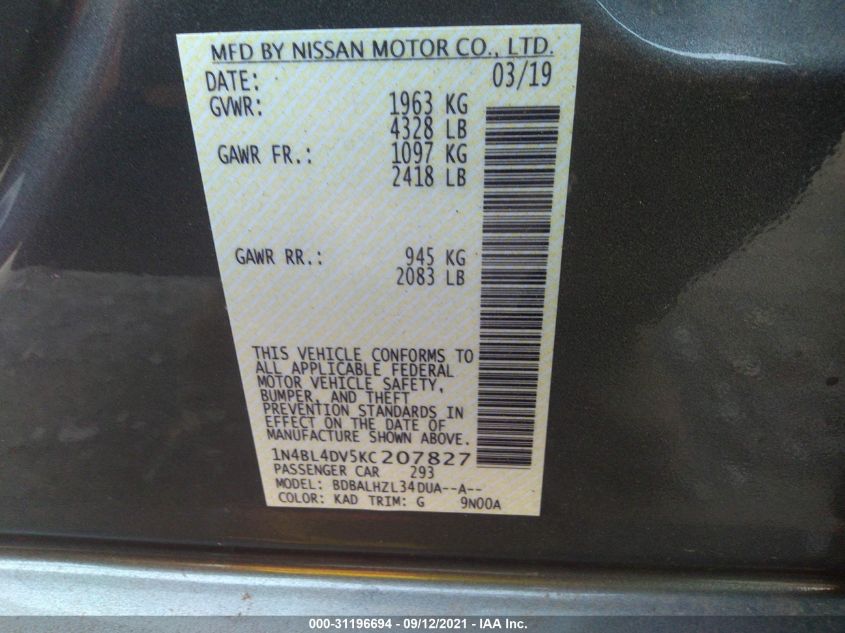 MFD BY NISSAN MOTOR CO., LTD.
DATE: 03/19
GVWR: 1963 KG
4328 LB
GAWR FR.: 1097 KG
2418 LB
GAWR RR.: 945 KG
2083 LB
THIS VEHICLE CONFORMS TO
ALL APPLICABLE FEDERAL
MOTOR VEHICLE SAFETY,
BUMPER, AND THEFT
PREVENTION STANDARDS IN
EFFECT ON THE DATE OF
MANUFACTURE SHOWN ABOVE.
1N4BL4DV5KC207827
PASSENGER CAR 293
MODEL: BDBALHZL34DUA--A--
COLOR: KAD TRIM: G 9N00A
000-31196694 - 09/12/2021 - IAA Inc.